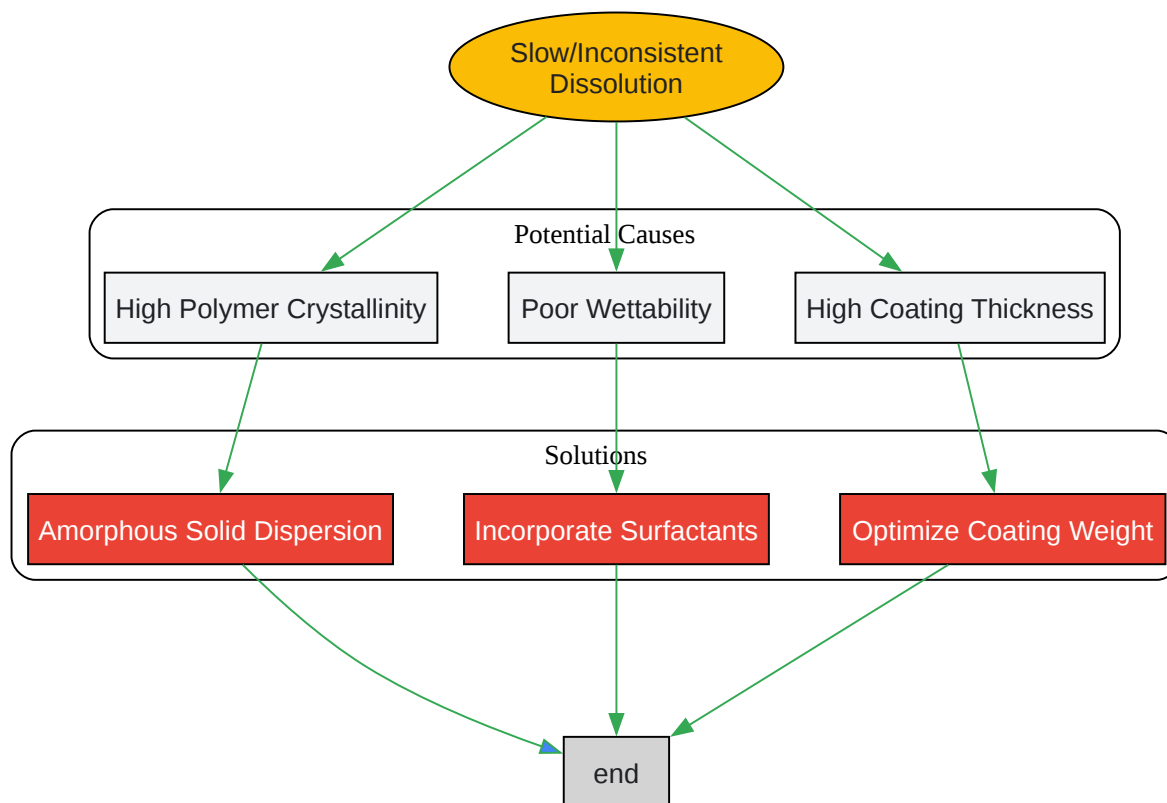 Slow/Inconsistent
Dissolution
Potential Causes
High Polymer Crystallinity
Poor Wettability
High Coating Thickness
Solutions
Amorphous Solid Dispersion
Incorporate Surfactants
Optimize Coating Weight
end